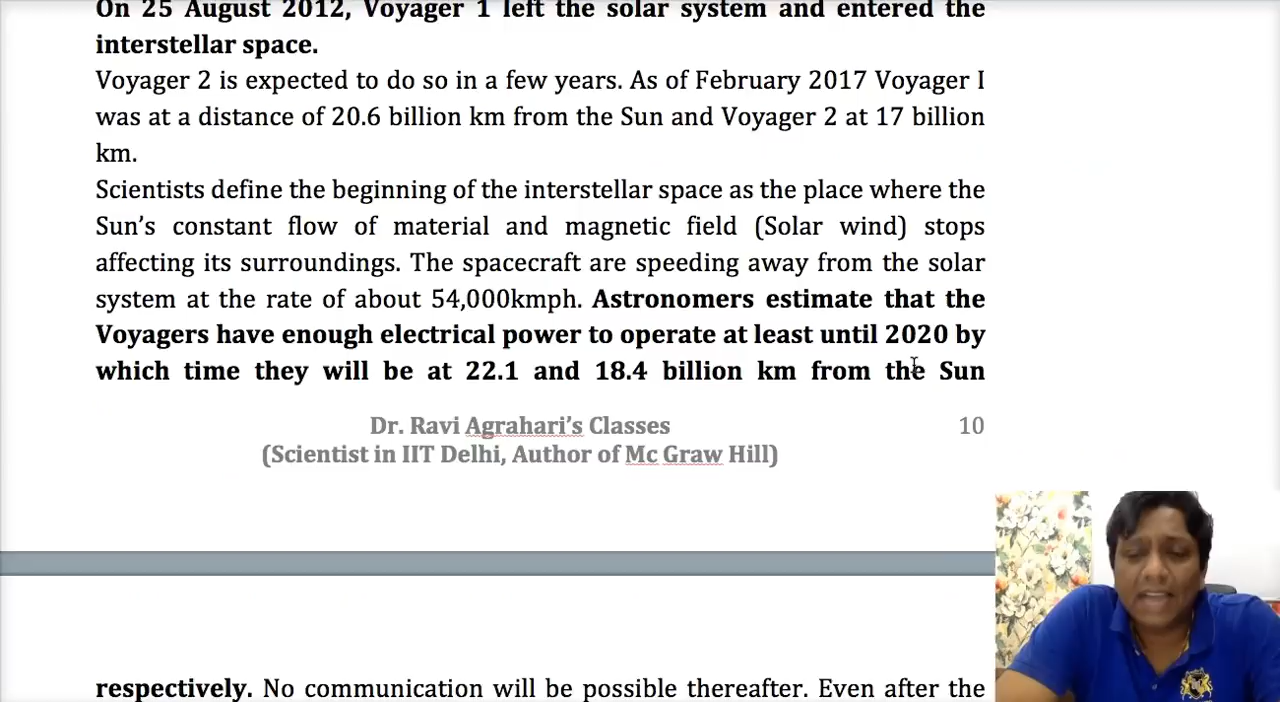 On 25 August 2012, Voyager 1 left the solar system and entered the
interstellar space.
Voyager 2 is expected to do so in a few years. As of February 2017 Voyager I
was at a distance of 20.6 billion km from the Sun and Voyager 2 at 17 billion
km.
Scientists define the beginning of the interstellar space as the place where the
Sun's constant flow of material and magnetic field (Solar wind) stops
affecting its surroundings. The spacecraft are speeding away from the solar
system at the rate of about 54,000kmph. Astronomers estimate that the
Voyagers have enough electrical power to operate at least until 2020 by
which time they will be at 22.1 and 18.4 billion km from the Sun
Dr. Ravi Agrahari's Classes 10
(Scientist in IIT Delhi, Author of Mc Graw Hill)
respectively. No communication will be possible thereafter. Even after the